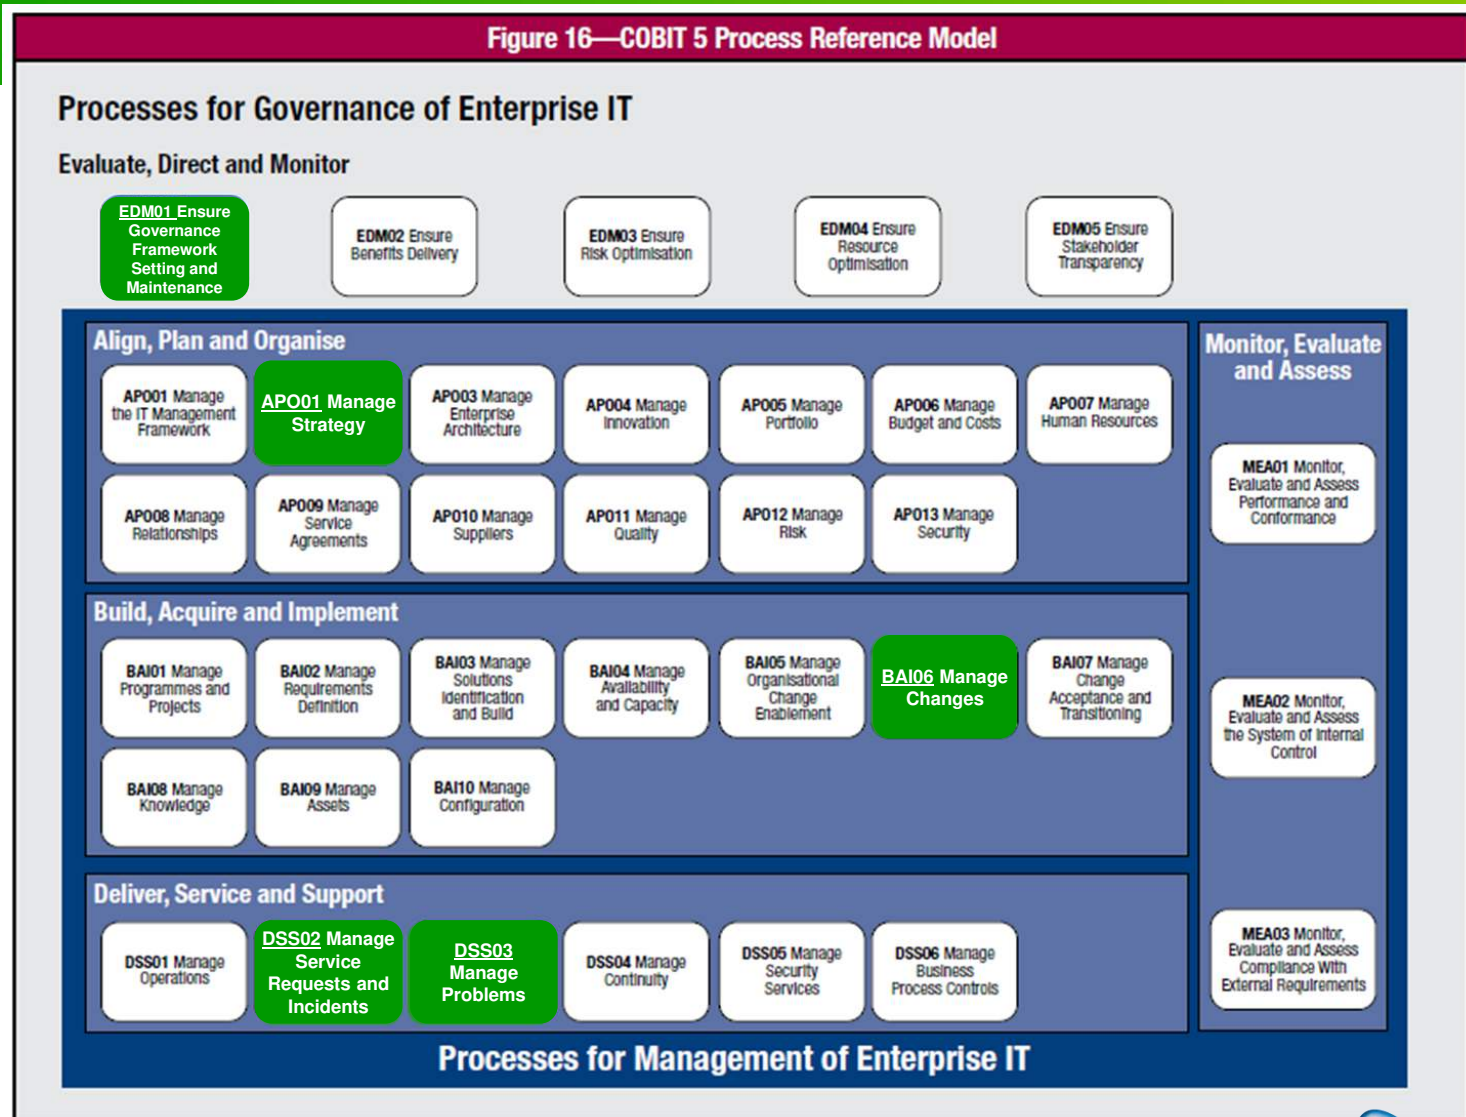 Figure 16—COBIT 5 Process Reference Model
Processes for Governance of Enterprise IT
Evaluate, Direct and Monitor
EDM01 Ensure
Governance
Framework
Setting and
Maintenance
EDM02 Ensure
Benefits Delivery
EDM03 Ensure
Risk Optimisation
EDM04 Ensure
Resource
Optimisation
EDM05 Ensure
Stakeholder
Transparency
Align, Plan and Organise
APO01 Manage
the IT Management
Framework
APO01 Manage
Strategy
APO03 Manage
Enterprise
Architecture
APO04 Manage
Innovation
APO05 Manage
Portfolio
APO06 Manage
Budget and Costs
APO07 Manage
Human Resources
APO08 Manage
Relationships
APO09 Manage
Service
Agreements
APO10 Manage
Suppliers
APO11 Manage
Quality
APO12 Manage
Risk
APO13 Manage
Security
Build, Acquire and Implement
BAI01 Manage
Programmes and
Projects
BAI02 Manage
Requirements
Definition
BAI03 Manage
Solutions
Identification
and Build
BAI04 Manage
Availability
and Capacity
BAI05 Manage
Organisational
Change
Enablement
BAI06 Manage
Changes
BAI07 Manage
Change
Acceptance and
Transitioning
BAI08 Manage
Knowledge
BAI09 Manage
Assets
BAI10 Manage
Configuration
Deliver, Service and Support
DSS01 Manage
Operations
DSS02 Manage
Service
Requests and
Incidents
DSS03
Manage
Problems
DSS04 Manage
Continuity
DSS05 Manage
Security
Services
DSS06 Manage
Business
Process Controls
Monitor, Evaluate
and Assess
MEA01 Monitor,
Evaluate and Assess
Performance and
Conformance
MEA02 Monitor,
Evaluate and Assess
the System of Internal
Control
MEA03 Monitor,
Evaluate and Assess
Compliance With
External Requirements
Processes for Management of Enterprise IT